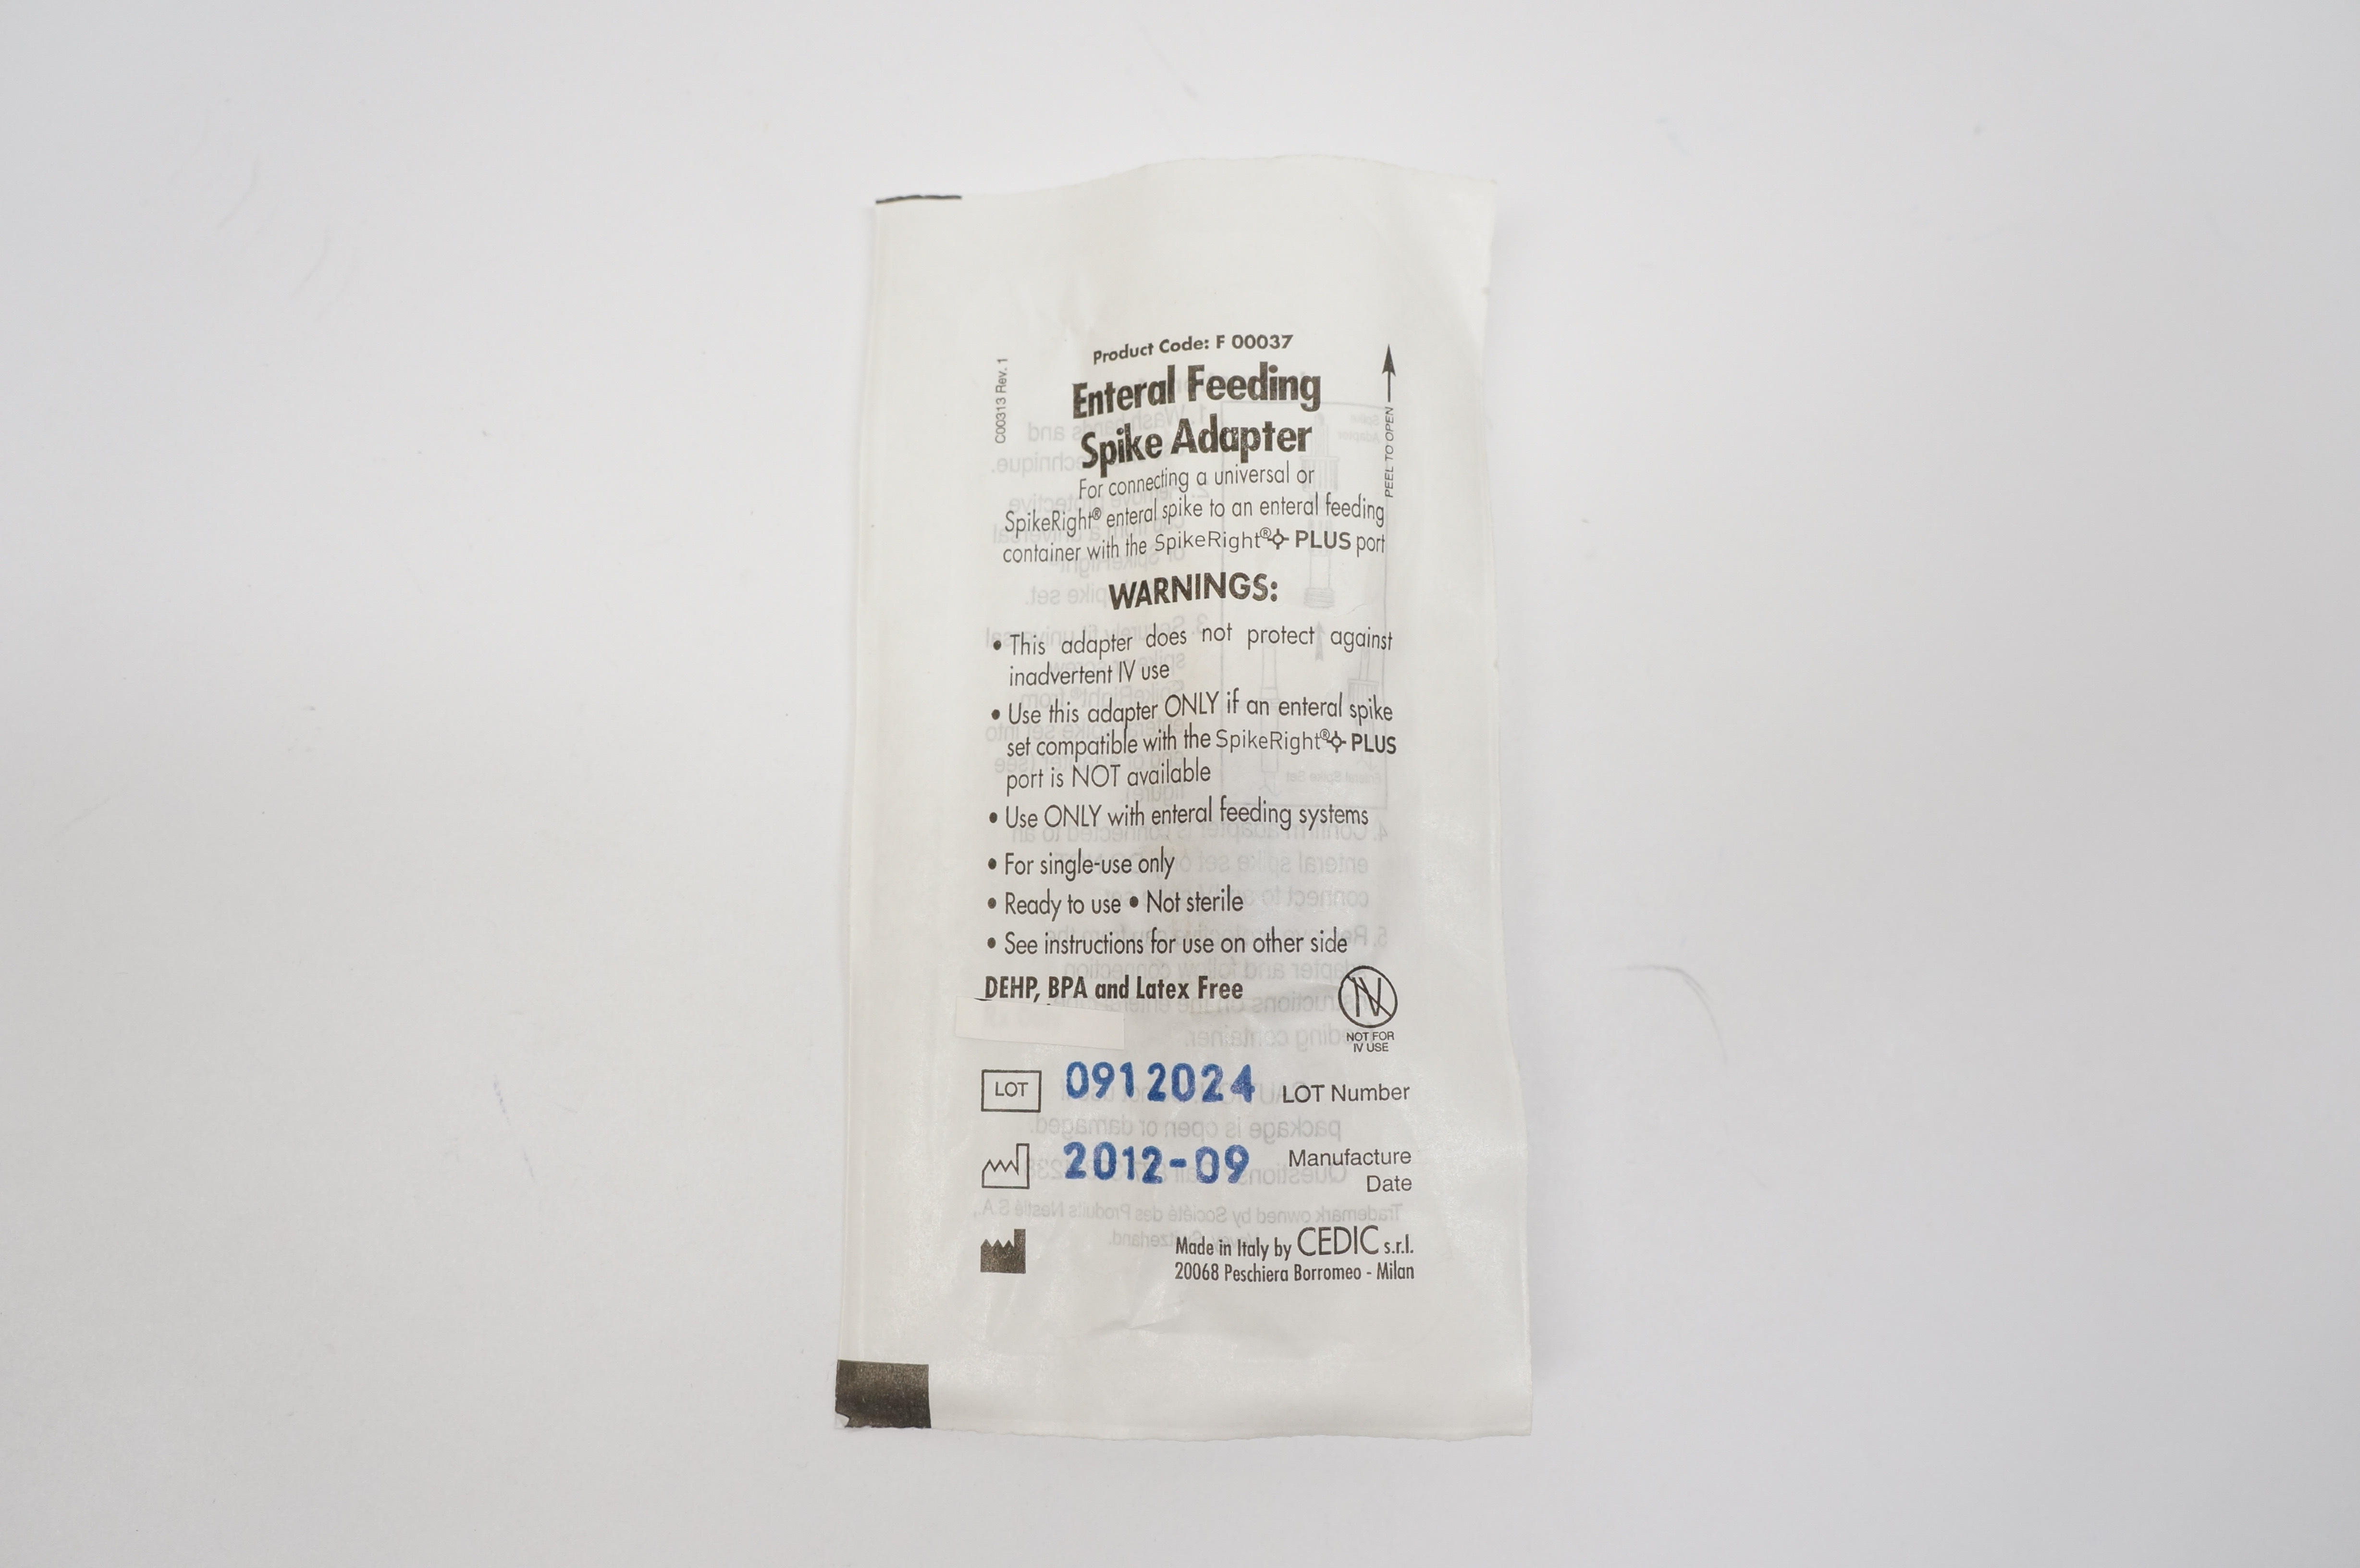 C00313 Rev. 1
Product Code: F 00037
Enteral Feeding
Spike Adapter
PEEL TO OPEN
For connecting a universal or
SpikeRight® enteral spike to an enteral feeding
container with the SpikeRight® PLUS port
WARNINGS:
• This adapter does not protect against
inadvertent IV use
• Use this adapter ONLY if an enteral spike
set compatible with the SpikeRight® PLUS
port is NOT available
• Use ONLY with enteral feeding systems
• For single-use only
• Ready to use • Not sterile
• See instructions for use on other side
DEHP, BPA and Latex Free
IV
NOT FOR
IV USE
LOT 0912024 LOT Number
2012-09 Manufacture
Date
Made in Italy by CEDIC s.r.l.
20068 Peschiera Borromeo - Milan